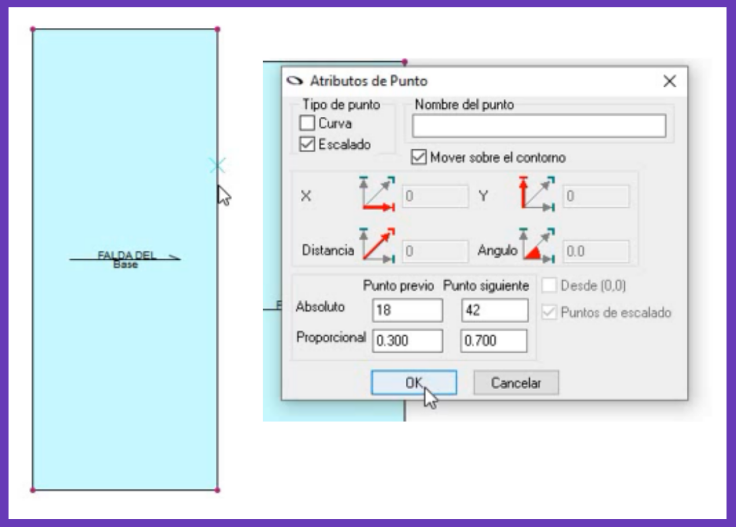 FALDA DEL
Base
Atributos de Punto
Tipo de punto
Curva
Escalado
Nombre del punto
Mover sobre el contorno
X 0 Y 0
Distancia 0 Angulo 0.0
Punto previo Punto siguiente
Absoluto 18 42
Proporcional 0.300 0.700
Desde (0,0)
Puntos de escalado
OK Cancelar
F